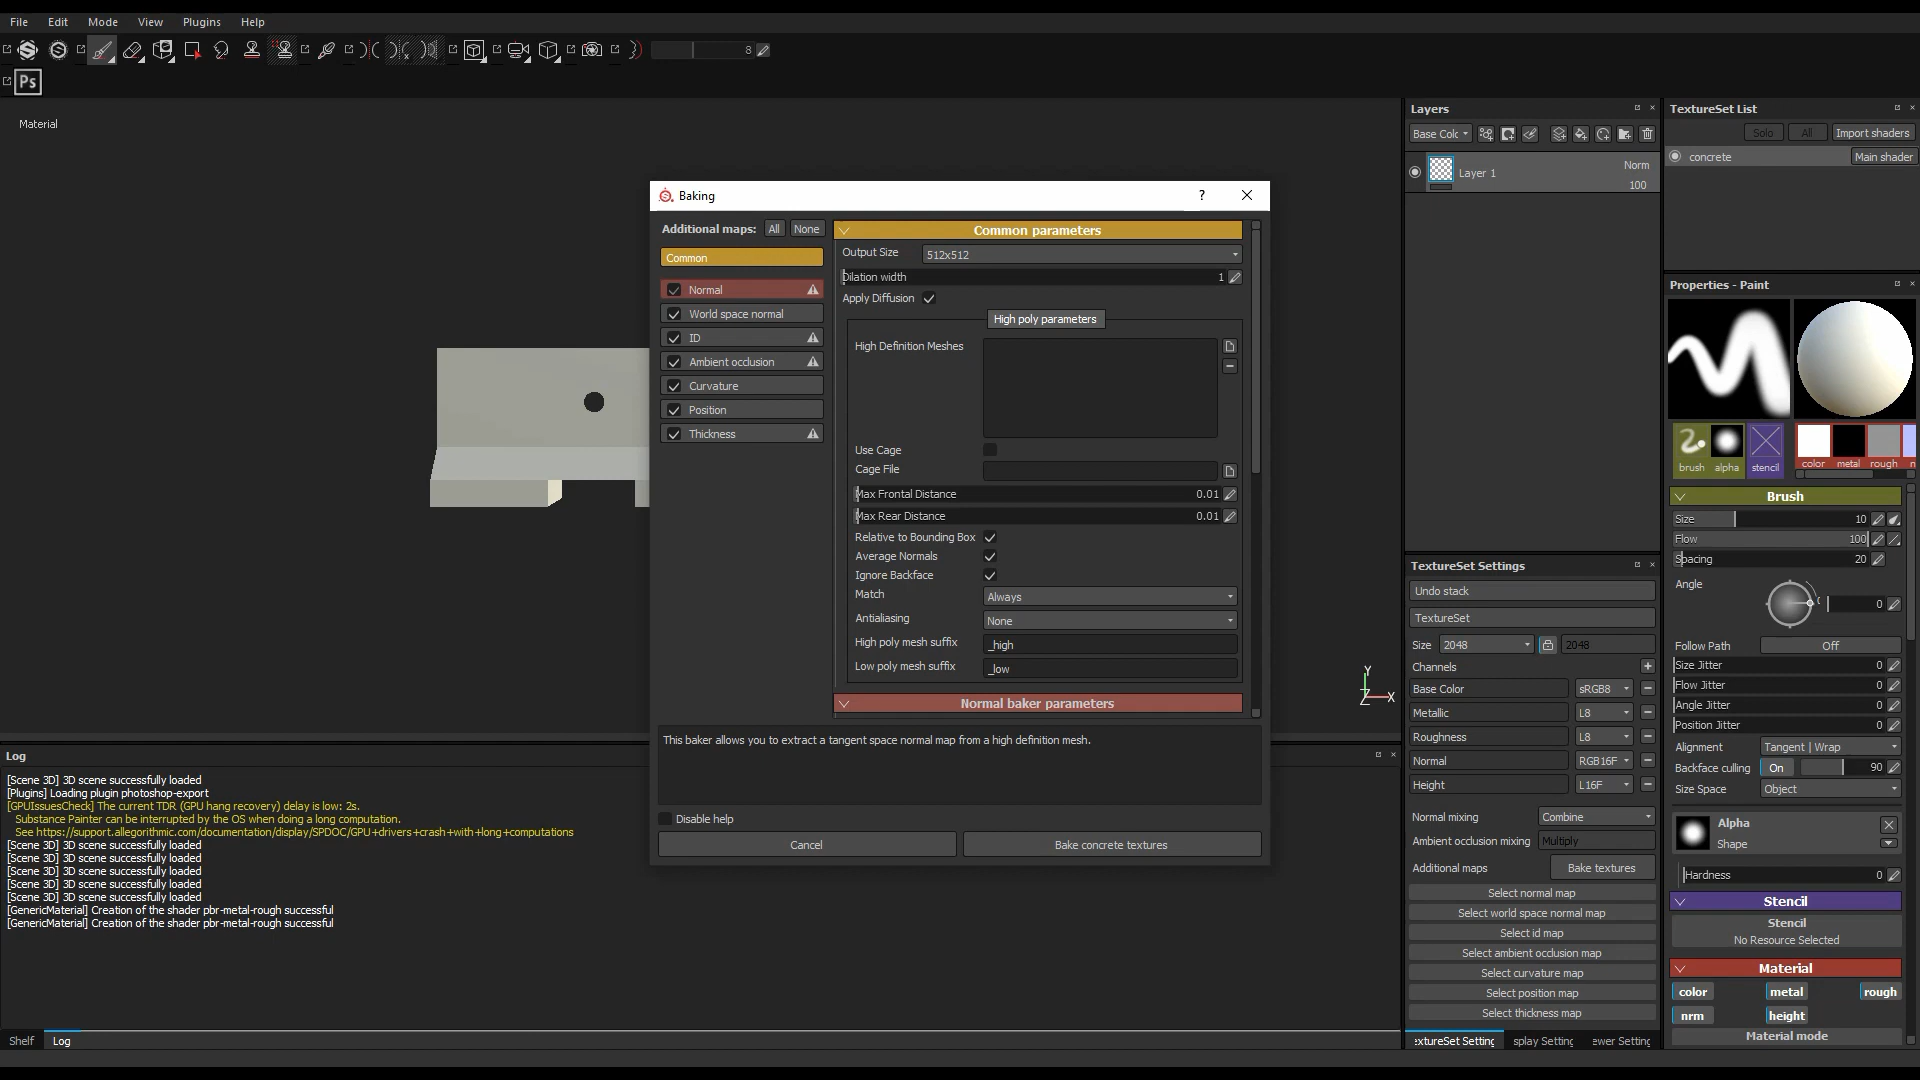 File Edit Mode View Plugins Help
8
Ps
Material
Baking ?
Additional maps: All None
Common
Normal
World space normal
ID
Ambient occlusion
Curvature
Position
Thickness
Common parameters
Output Size 512x512
Dilation width 1
Apply Diffusion
High poly parameters
High Definition Meshes
Use Cage
Cage File
Max Frontal Distance 0.01
Max Rear Distance 0.01
Relative to Bounding Box
Average Normals
Ignore Backface
Match Always
Antialiasing None
High poly mesh suffix _high
Low poly mesh suffix _low
Normal baker parameters
This baker allows you to extract a tangent space normal map from a high definition mesh.
Disable help
Cancel Bake concrete textures
Y
X
Z
Log
[Scene 3D] 3D scene successfully loaded
[Plugins] Loading plugin photoshop-export
[GPUIssuesCheck] The current TDR (GPU hang recovery) delay is low: 2s.
Substance Painter can be interrupted by the OS when doing a long computation.
See https://support.allegorithmic.com/documentation/display/SPDOC/GPU+drivers+crash+with+long+computations
[Scene 3D] 3D scene successfully loaded
[Scene 3D] 3D scene successfully loaded
[Scene 3D] 3D scene successfully loaded
[Scene 3D] 3D scene successfully loaded
[Scene 3D] 3D scene successfully loaded
[GenericMaterial] Creation of the shader pbr-metal-rough successful
[GenericMaterial] Creation of the shader pbr-metal-rough successful
Shelf Log
Layers
Base Colc
Layer 1 Norm
100
TextureSet Settings
Undo stack
TextureSet
Size 2048 2048
Channels
Base Color sRGB8
Metallic L8
Roughness L8
Normal RGB16F
Height L16F
Normal mixing Combine
Ambient occlusion mixing Multiply
Additional maps Bake textures
Select normal map
Select world space normal map
Select id map
Select ambient occlusion map
Select curvature map
Select position map
Select thickness map
extureSet Setting splay Setting ewer Setting
TextureSet List
Solo All Import shaders
concrete Main shader
Properties - Paint
brush alpha stencil color metal rough n
Brush
Size 10
Flow 100
Spacing 20
Angle 0
Follow Path Off
Size Jitter 0
Flow Jitter 0
Angle Jitter 0
Position Jitter 0
Alignment Tangent | Wrap
Backface culling On 90
Size Space Object
Alpha
Shape
Hardness 0
Stencil
Stencil
No Resource Selected
Material
color metal rough
nrm height
Material mode